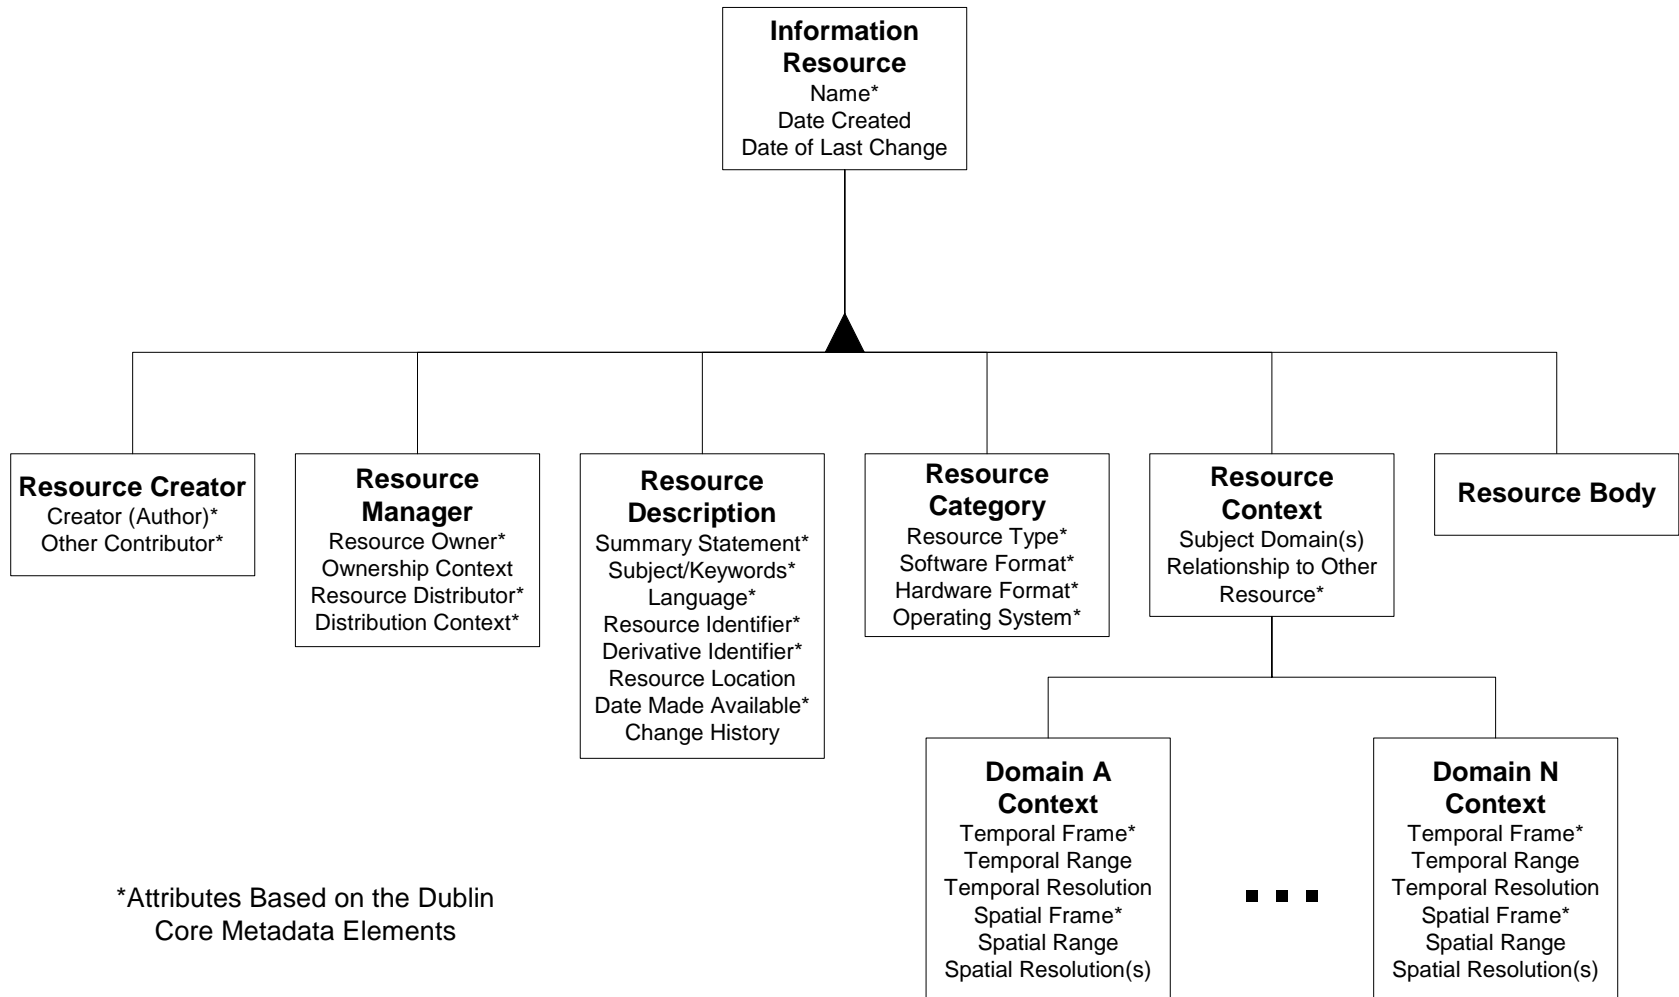 Information
Resource
Name*
Date Created
Date of Last Change
Resource Creator
Creator (Author)*
Other Contributor*
Resource
Manager
Resource Owner*
Ownership Context
Resource Distributor*
Distribution Context*
Resource
Description
Summary Statement*
Subject/Keywords*
Language*
Resource Identifier*
Derivative Identifier*
Resource Location
Date Made Available*
Change History
Resource
Category
Resource Type*
Software Format*
Hardware Format*
Operating System*
Resource
Context
Subject Domain(s)
Relationship to Other
Resource*
Resource Body
Domain A
Context
Temporal Frame*
Temporal Range
Temporal Resolution
Spatial Frame*
Spatial Range
Spatial Resolution(s)
Domain N
Context
Temporal Frame*
Temporal Range
Temporal Resolution
Spatial Frame*
Spatial Range
Spatial Resolution(s)
*Attributes Based on the Dublin
Core Metadata Elements